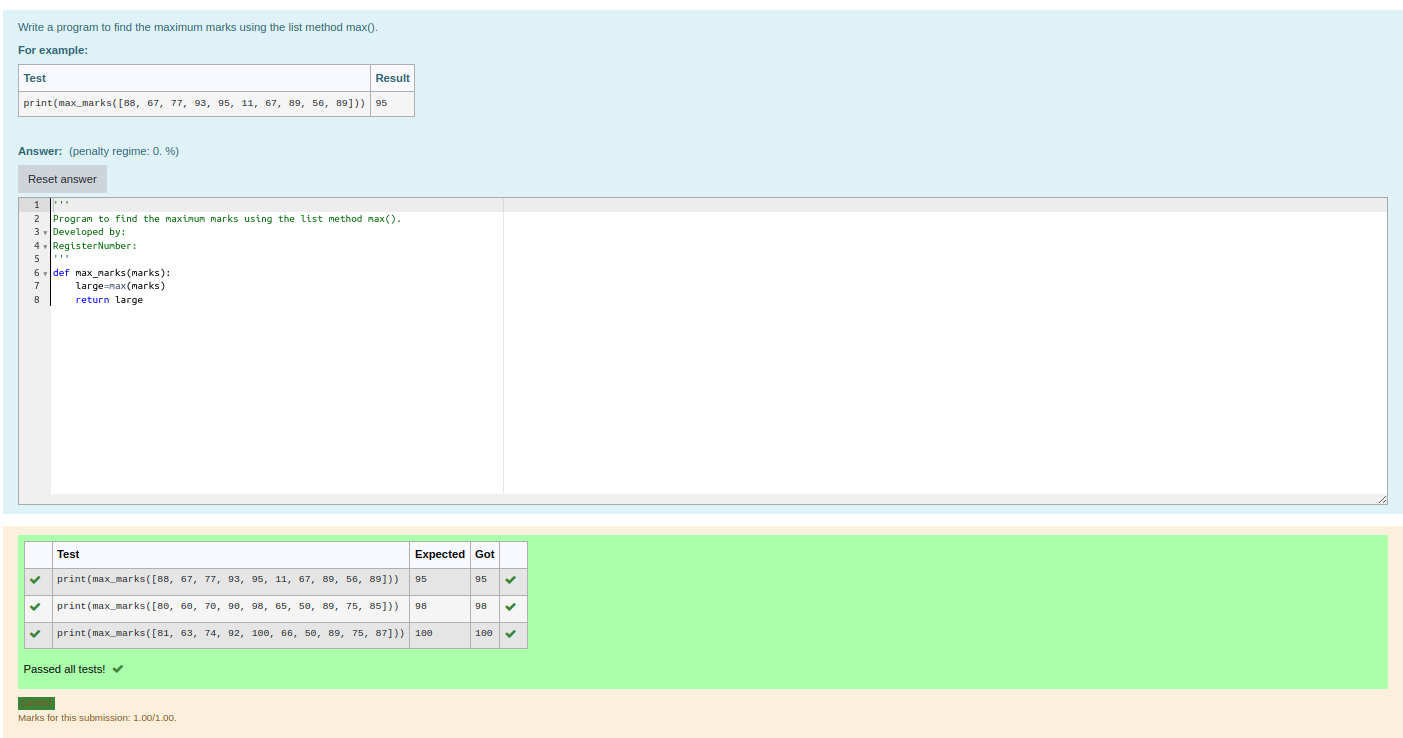 Write a program to find the maximum marks using the list method max().
For example:
Test Result
print(max_marks([88, 67, 77, 93, 95, 11, 67, 89, 56, 89])) 95
Answer: (penalty regime: 0. %)
Reset answer
1 '''
2 Program to find the maximum marks using the list method max().
3 Developed by:
4 RegisterNumber:
5 '''
6 def max_marks(marks):
7 large=max(marks)
8 return large
Test Expected Got
print(max_marks([88, 67, 77, 93, 95, 11, 67, 89, 56, 89])) 95 95
print(max_marks([80, 60, 70, 90, 98, 65, 50, 89, 75, 85])) 98 98
print(max_marks([81, 63, 74, 92, 100, 66, 50, 89, 75, 87])) 100 100
Passed all tests!
Marks for this submission: 1.00/1.00.